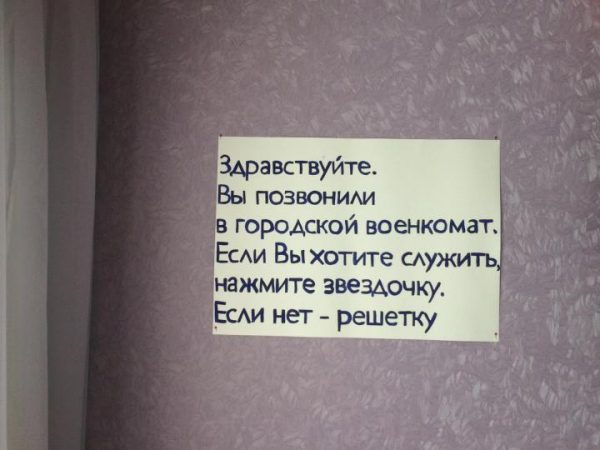 Здравствуйте.
Вы позвонили
в городской военкомат.
Если Вы хотите служить,
нажмите звездочку.
Если нет - решетку